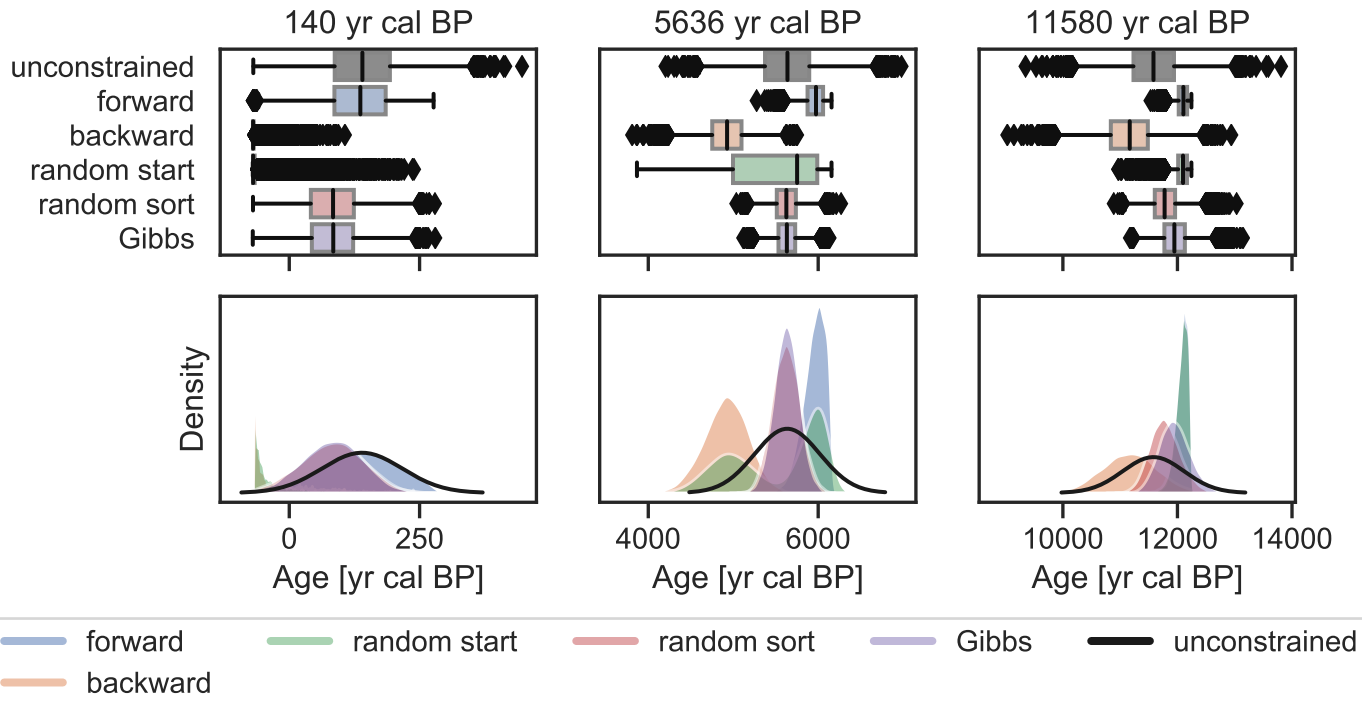 140 yr cal BP 5636 yr cal BP 11580 yr cal BP
unconstrained
forward
backward
random start
random sort
Gibbs
Density
0 250 4000 6000 10000 12000 14000
Age [yr cal BP] Age [yr cal BP] Age [yr cal BP]
forward random start random sort Gibbs unconstrained
backward